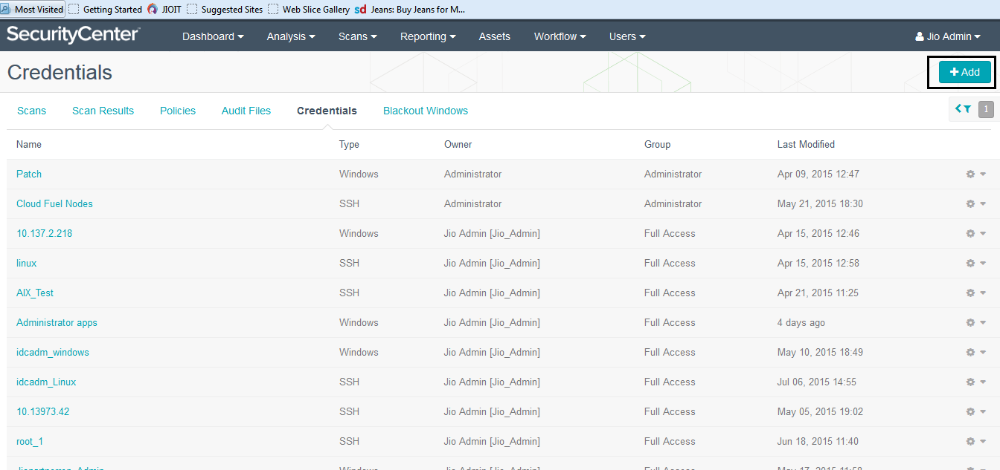 Most Visited Getting Started JIOIT Suggested Sites Web Slice Gallery sd Jeans: Buy Jeans for M...
SecurityCenter Dashboard Analysis Scans Reporting Assets Workflow Users Jio Admin
Credentials + Add
Scans Scan Results Policies Audit Files Credentials Blackout Windows 1
Name Type Owner Group Last Modified
Patch Windows Administrator Administrator Apr 09, 2015 12:47
Cloud Fuel Nodes SSH Administrator Administrator May 21, 2015 18:30
10.137.2.218 Windows Jio Admin [Jio_Admin] Full Access Apr 15, 2015 12:46
linux SSH Jio Admin [Jio_Admin] Full Access Apr 15, 2015 12:58
AIX_Test SSH Jio Admin [Jio_Admin] Full Access Apr 21, 2015 11:25
Administrator apps Windows Jio Admin [Jio_Admin] Full Access 4 days ago
idcadm_windows Windows Jio Admin [Jio_Admin] Full Access May 10, 2015 18:49
idcadm_Linux SSH Jio Admin [Jio_Admin] Full Access Jul 06, 2015 14:55
10.13973.42 SSH Jio Admin [Jio_Admin] Full Access May 05, 2015 19:02
root_1 SSH Jio Admin [Jio_Admin] Full Access Jun 18, 2015 11:40
Windows Jio Admin [Jio_Admin] Full Access May 17, 2015 11:58